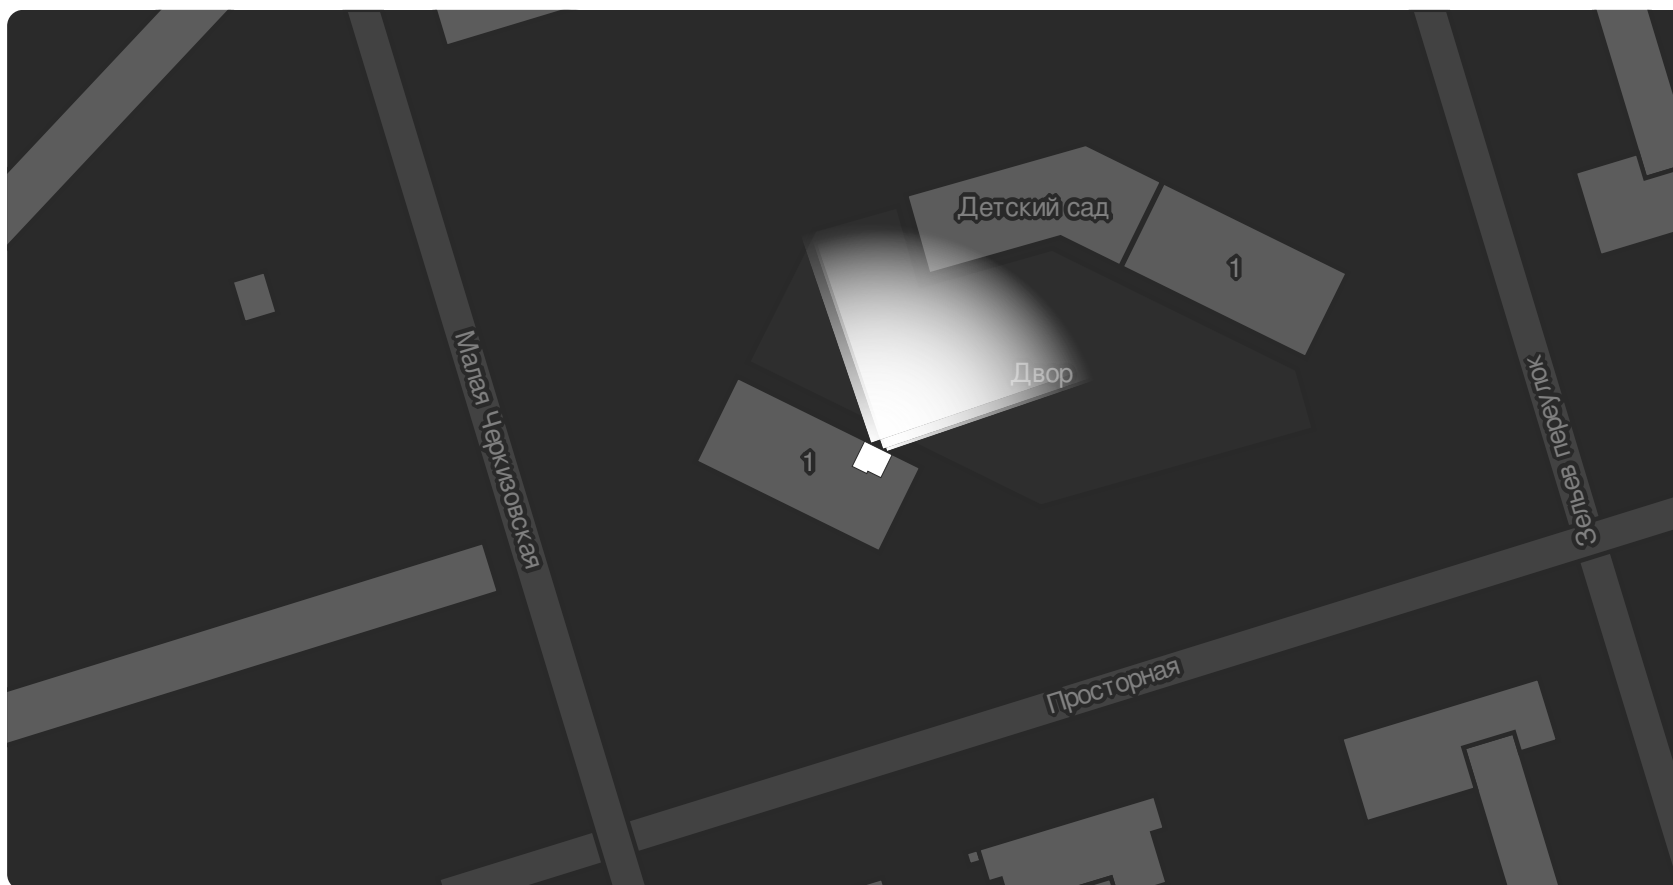 Детский сад
1
Малая Черкизовская
Двор
Зельев переулок
1
Просторная